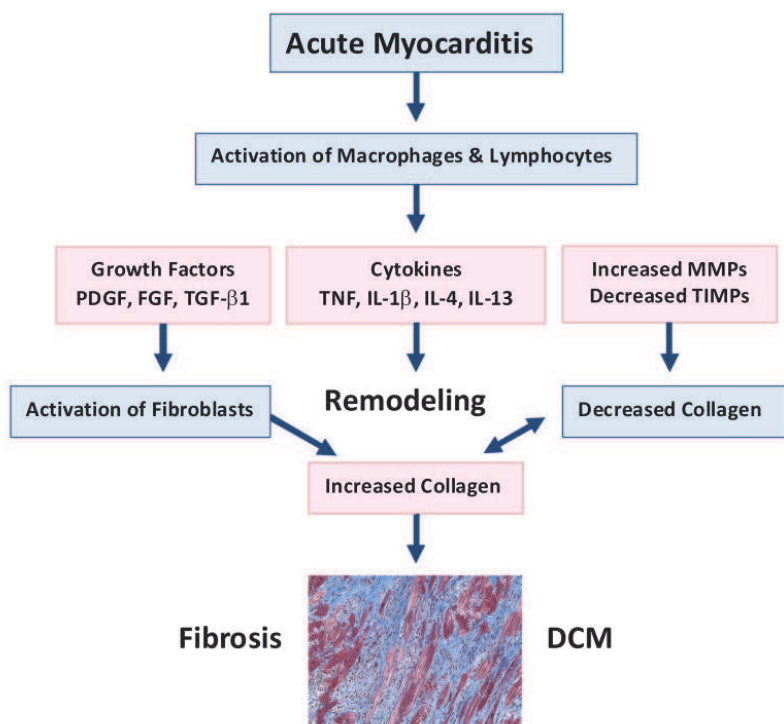 Acute Myocarditis
Activation of Macrophages & Lymphocytes
Growth Factors
PDGF, FGF, TGF-β1
Cytokines
TNF, IL-1β, IL-4, IL-13
Increased MMPs
Decreased TIMPs
Activation of Fibroblasts
Remodeling
Decreased Collagen
Increased Collagen
Fibrosis
DCM